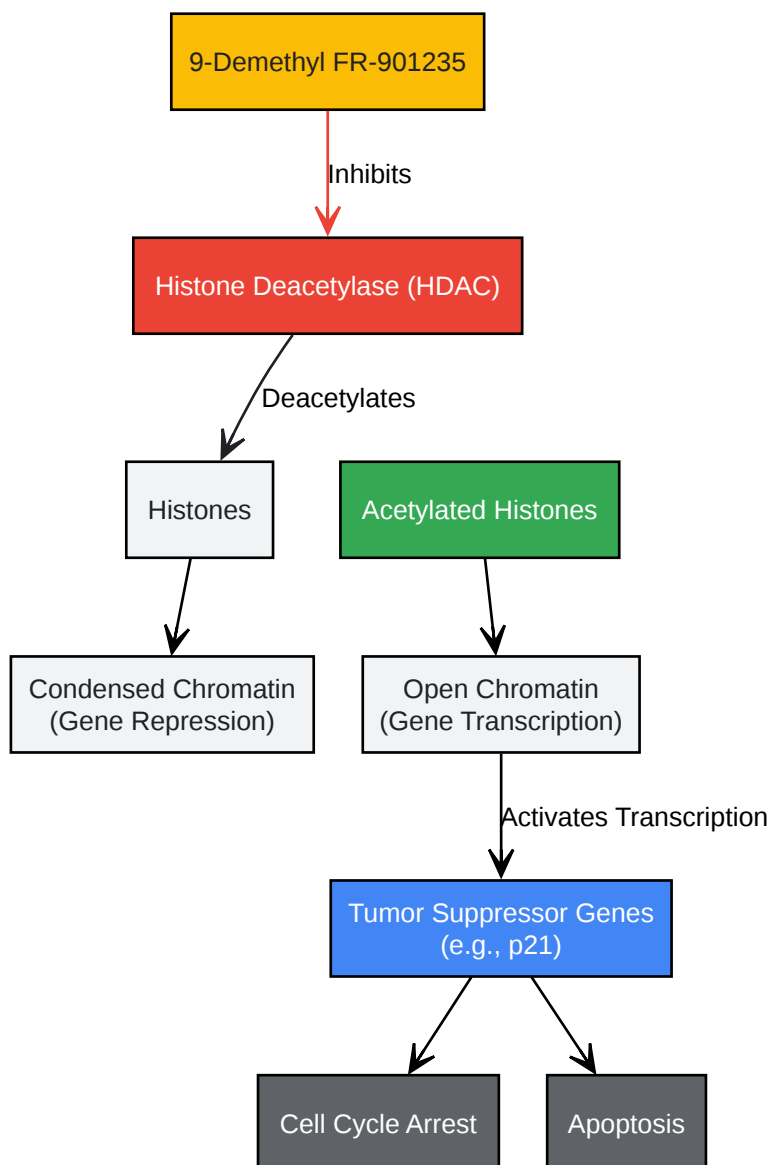 9-Demethyl FR-901235
Inhibits
Histone Deacetylase (HDAC)
Deacetylates
Histones
Acetylated Histones
Condensed Chromatin
(Gene Repression)
Open Chromatin
(Gene Transcription)
Activates Transcription
Tumor Suppressor Genes
(e.g., p21)
Cell Cycle Arrest
Apoptosis